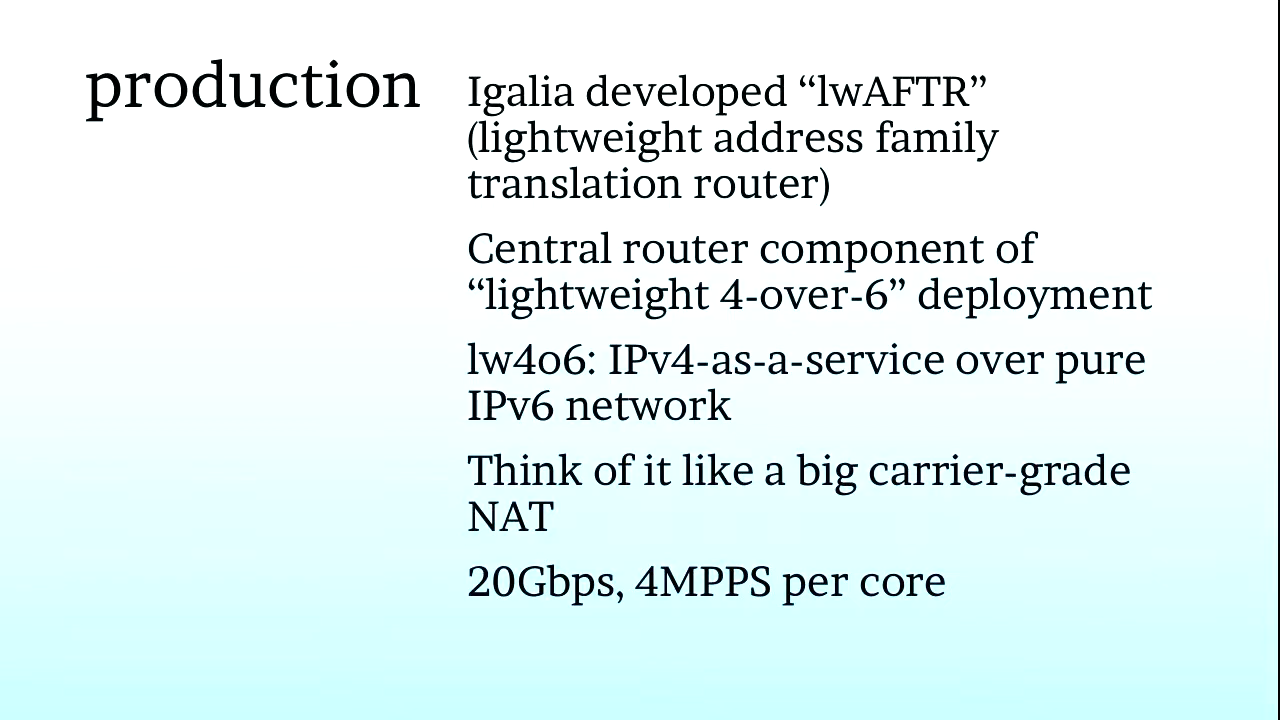 production
Igalia developed “lwAFTR”
(lightweight address family
translation router)
Central router component of
“lightweight 4-over-6” deployment
lw4o6: IPv4-as-a-service over pure
IPv6 network
Think of it like a big carrier-grade
NAT
20Gbps, 4MPPS per core